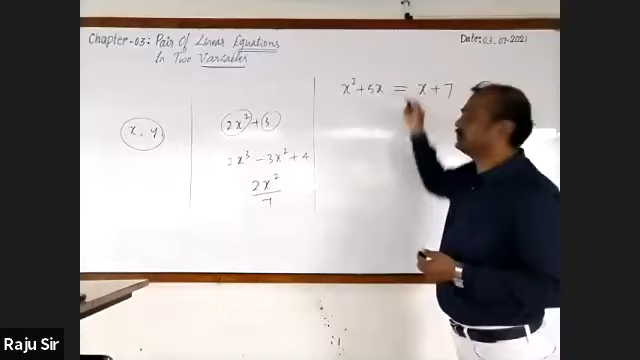 Chapter-03: Pair Of Linear Equations
In Two Variable
Date: 03.07.2021
x, y
2x² + 3
2x³ - 3x² + 4
2x²
7
x² + 5x = x + 7
Raju Sir